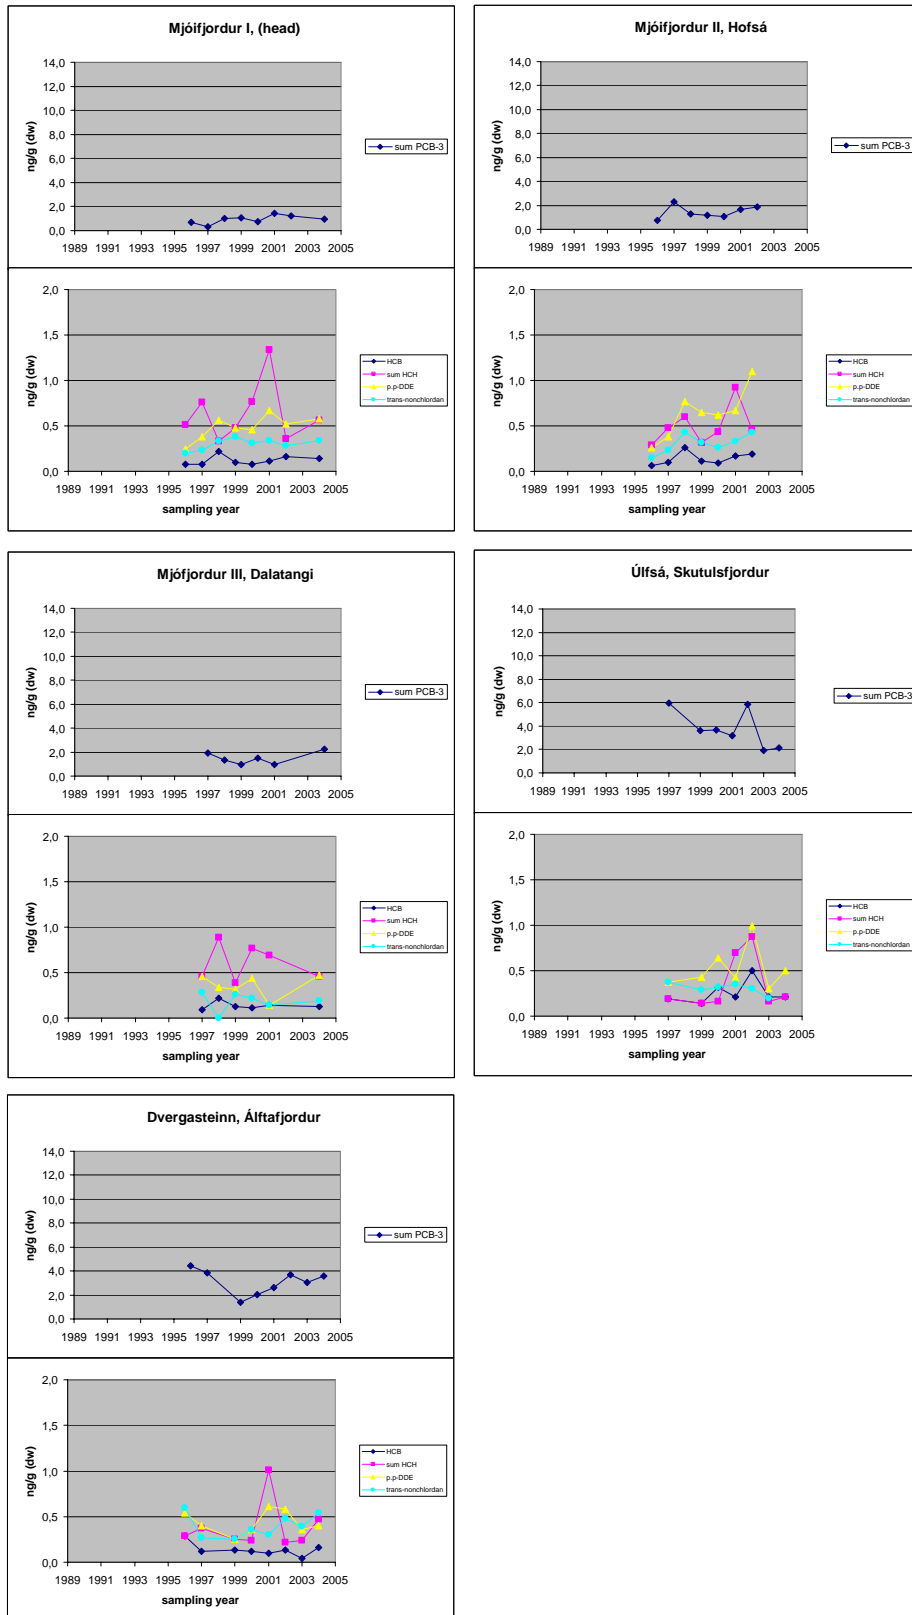 Mjóifjordur I, (head)
14,0
12,0
10,0
8,0
6,0
4,0
2,0
0,0
ng/g (dw)
1989 1991 1993 1995 1997 1999 2001 2003 2005
sum PCB-3
2,0
1,5
1,0
0,5
0,0
ng/g (dw)
1989 1991 1993 1995 1997 1999 2001 2003 2005
sampling year
HCB
sum HCH
p.p-DDE
trans-nonchlordan
Mjóifjordur II, Hofsá
14,0
12,0
10,0
8,0
6,0
4,0
2,0
0,0
ng/g (dw)
1989 1991 1993 1995 1997 1999 2001 2003 2005
sum PCB-3
2,0
1,5
1,0
0,5
0,0
ng/g (dw)
1989 1991 1993 1995 1997 1999 2001 2003 2005
sampling year
HCB
sum HCH
p.p-DDE
trans-nonchlordan
Mjófjordur III, Dalatangi
14,0
12,0
10,0
8,0
6,0
4,0
2,0
0,0
ng/g (dw)
1989 1991 1993 1995 1997 1999 2001 2003 2005
sum PCB-3
2,0
1,5
1,0
0,5
0,0
ng/g (dw)
1989 1991 1993 1995 1997 1999 2001 2003 2005
sampling year
HCB
sum HCH
p.p-DDE
trans-nonchlordan
Úlfsá, Skutulsfjordur
14,0
12,0
10,0
8,0
6,0
4,0
2,0
0,0
ng/g (dw)
1989 1991 1993 1995 1997 1999 2001 2003 2005
sum PCB-3
2,0
1,5
1,0
0,5
0,0
ng/g (dw)
1989 1991 1993 1995 1997 1999 2001 2003 2005
sampling year
HCB
sum HCH
p.p-DDE
trans-nonchlordan
Dvergasteinn, Álftafjordur
14,0
12,0
10,0
8,0
6,0
4,0
2,0
0,0
ng/g (dw)
1989 1991 1993 1995 1997 1999 2001 2003 2005
sum PCB-3
2,0
1,5
1,0
0,5
0,0
ng/g (dw)
1989 1991 1993 1995 1997 1999 2001 2003 2005
sampling year
HCB
sum HCH
p.p-DDE
trans-nonchlordan